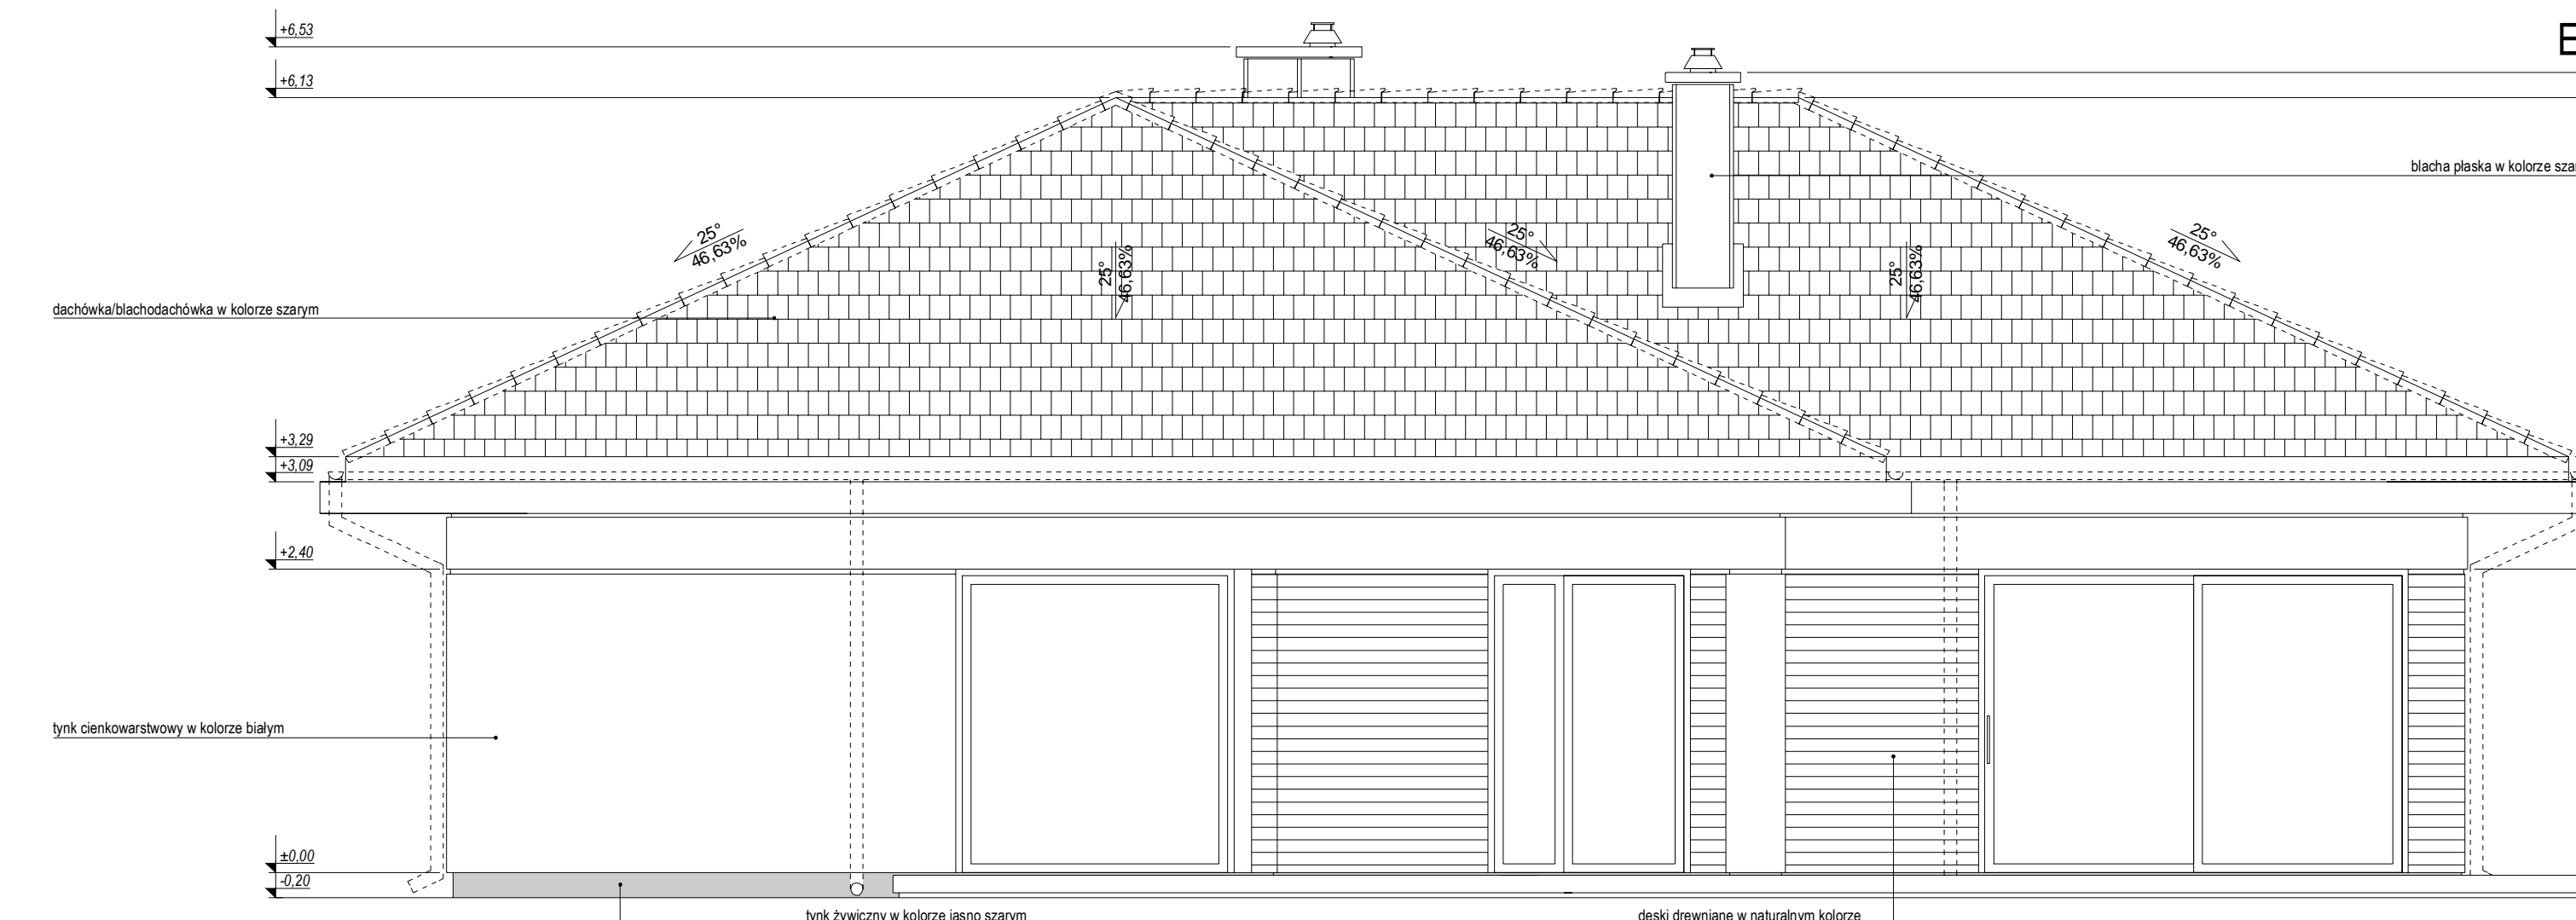 +6,53
E
+6,13
blacha płaska w kolorze
25°
46,63%
25°
46,63%
25°
46,63%
25°
46,63%
25°
46,63%
dachówka/blachodachówka w kolorze szarym
+3,29
+3,09
+2,40
tynk cienkowarstwowy w kolorze białym
±0,00
-0,20
tynk żywiczny w kolorze jasno szarym
deski drewniane w naturalnym kolorze